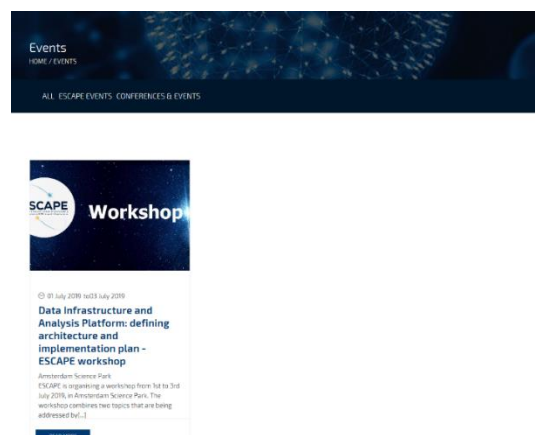 Events
HOME / EVENTS
ALL ESCAPE EVENTS CONFERENCES & EVENTS
SCAPE
Workshop
01 July 2019 to03 July 2019
Data Infrastructure and
Analysis Platform: defining
architecture and
implementation plan -
ESCAPE workshop
Amsterdam Science Park
ESCAPE is organising a workshop from 1st to 3rd
July 2019, in Amsterdam Science Park. The
workshop combines two topics that are being
addressed by[...]